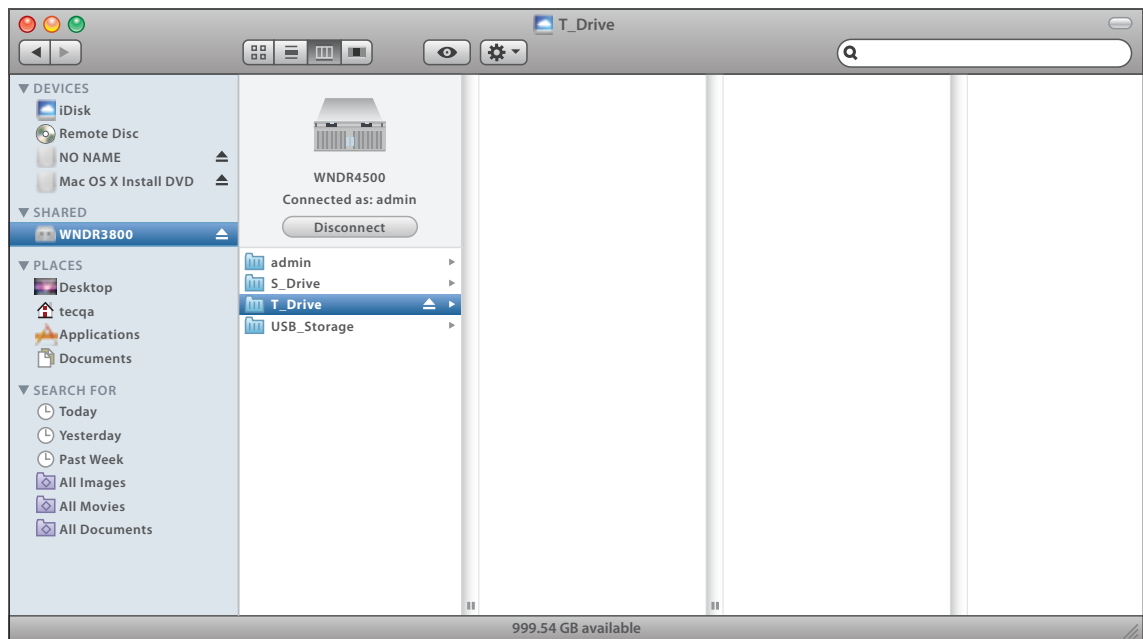 T_Drive
DEVICES
iDisk
Remote Disc
NO NAME
Mac OS X Install DVD
SHARED
WNDR3800
PLACES
Desktop
tecqa
Applications
Documents
SEARCH FOR
Today
Yesterday
Past Week
All Images
All Movies
All Documents
WNDR4500
Connected as: admin
Disconnect
admin
S_Drive
T_Drive
USB_Storage
999.54 GB available